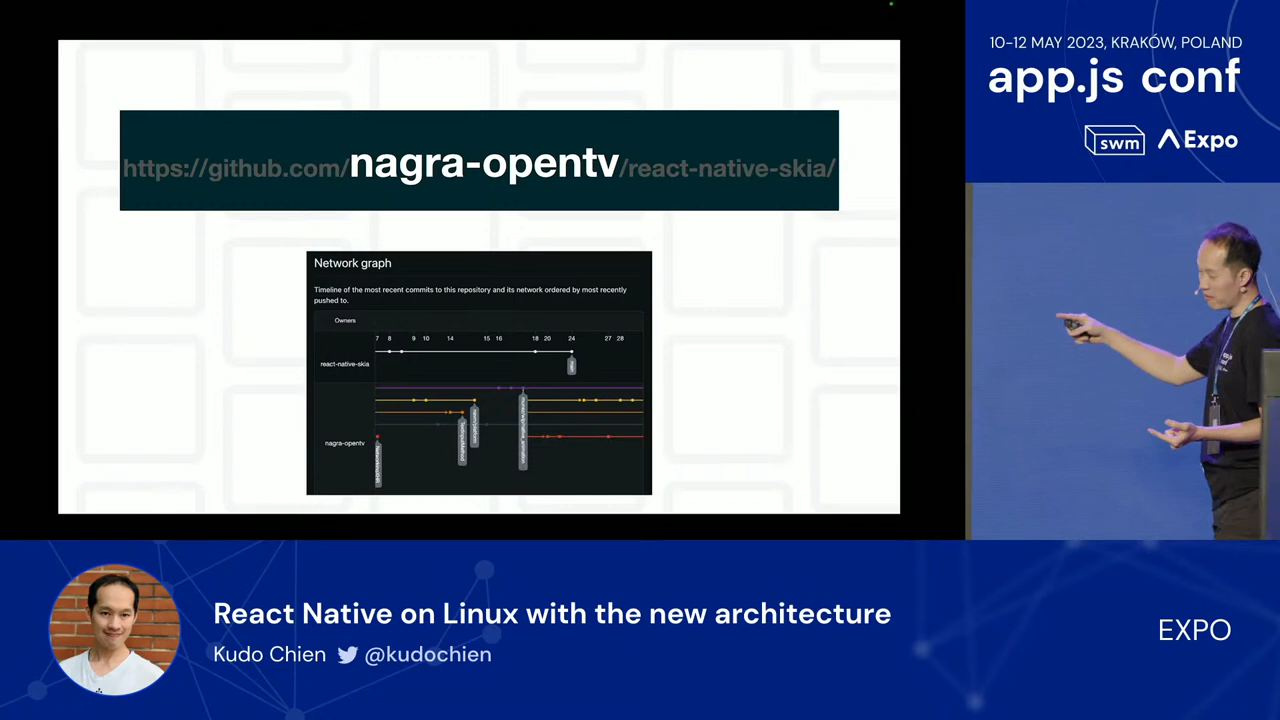 https://github.com/nagra-opentv/react-native-skia/
Network graph
Timeline of the most recent commits to this repository and its network ordered by most recently
pushed to.
Owners
7 8 9 10 14 15 16 18 20 24 27 28
react-native-skia
nagra-opentv
10-12 MAY 2023, KRAKÓW, POLAND
app.js conf
swm
Expo
React Native on Linux with the new architecture
Kudo Chien @kudochien
EXPO